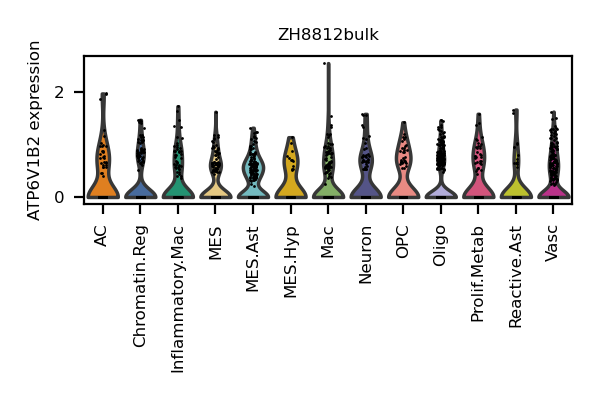 ZH8812bulk
ATP6V1B2 expression
2
0
AC
Chromatin.Reg
Inflammatory.Mac
MES
MES.Ast
MES.Hyp
Mac
Neuron
OPC
Oligo
Prolif.Metab
Reactive.Ast
Vasc